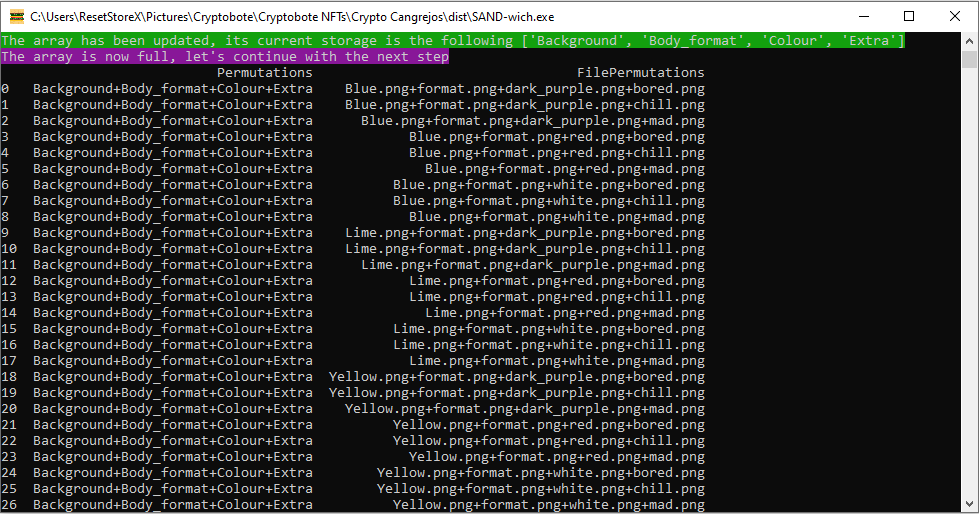 C:\Users\ResetStoreX\Pictures\Cryptobote\Cryptobote NFTs\Crypto Cangrejos\dist\SAND-wich.exe
The array has been updated, its current storage is the following ['Background', 'Body_format', 'Colour', 'Extra']
The array is now full, let's continue with the next step
Permutations FilePermutations
0 Background+Body_format+Colour+Extra Blue.png+format.png+dark_purple.png+bored.png
1 Background+Body_format+Colour+Extra Blue.png+format.png+dark_purple.png+chill.png
2 Background+Body_format+Colour+Extra Blue.png+format.png+dark_purple.png+mad.png
3 Background+Body_format+Colour+Extra Blue.png+format.png+red.png+bored.png
4 Background+Body_format+Colour+Extra Blue.png+format.png+red.png+chill.png
5 Background+Body_format+Colour+Extra Blue.png+format.png+red.png+mad.png
6 Background+Body_format+Colour+Extra Blue.png+format.png+white.png+bored.png
7 Background+Body_format+Colour+Extra Blue.png+format.png+white.png+chill.png
8 Background+Body_format+Colour+Extra Blue.png+format.png+white.png+mad.png
9 Background+Body_format+Colour+Extra Lime.png+format.png+dark_purple.png+bored.png
10 Background+Body_format+Colour+Extra Lime.png+format.png+dark_purple.png+chill.png
11 Background+Body_format+Colour+Extra Lime.png+format.png+dark_purple.png+mad.png
12 Background+Body_format+Colour+Extra Lime.png+format.png+red.png+bored.png
13 Background+Body_format+Colour+Extra Lime.png+format.png+red.png+chill.png
14 Background+Body_format+Colour+Extra Lime.png+format.png+red.png+mad.png
15 Background+Body_format+Colour+Extra Lime.png+format.png+white.png+bored.png
16 Background+Body_format+Colour+Extra Lime.png+format.png+white.png+chill.png
17 Background+Body_format+Colour+Extra Lime.png+format.png+white.png+mad.png
18 Background+Body_format+Colour+Extra Yellow.png+format.png+dark_purple.png+bored.png
19 Background+Body_format+Colour+Extra Yellow.png+format.png+dark_purple.png+chill.png
20 Background+Body_format+Colour+Extra Yellow.png+format.png+dark_purple.png+mad.png
21 Background+Body_format+Colour+Extra Yellow.png+format.png+red.png+bored.png
22 Background+Body_format+Colour+Extra Yellow.png+format.png+red.png+chill.png
23 Background+Body_format+Colour+Extra Yellow.png+format.png+red.png+mad.png
24 Background+Body_format+Colour+Extra Yellow.png+format.png+white.png+bored.png
25 Background+Body_format+Colour+Extra Yellow.png+format.png+white.png+chill.png
26 Background+Body_format+Colour+Extra Yellow.png+format.png+white.png+mad.png